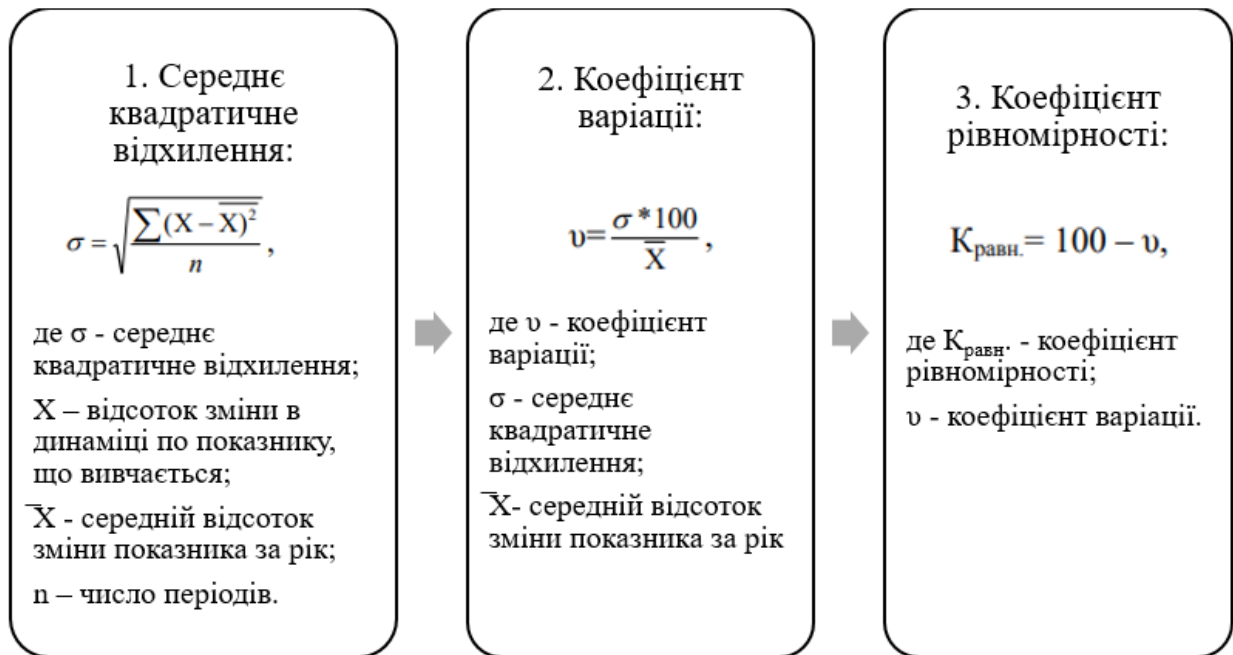 1. Середнє
квадратичне
відхилення:
σ = √(∑(X – X̅)² / n) ,
де σ - середнє
квадратичне відхилення;
X – відсоток зміни в
динаміці по показнику,
що вивчається;
X̅ - середній відсоток
зміни показника за рік;
n – число періодів.
2. Коефіцієнт
варіації:
υ= σ *100 / X̅ ,
де υ - коефіцієнт
варіації;
σ - середнє
квадратичне
відхилення;
X̅- середній відсоток
зміни показника за рік
3. Коефіцієнт
рівномірності:
Kравн.= 100 – υ,
де Kравн. - коефіцієнт
рівномірності;
υ - коефіцієнт варіації.